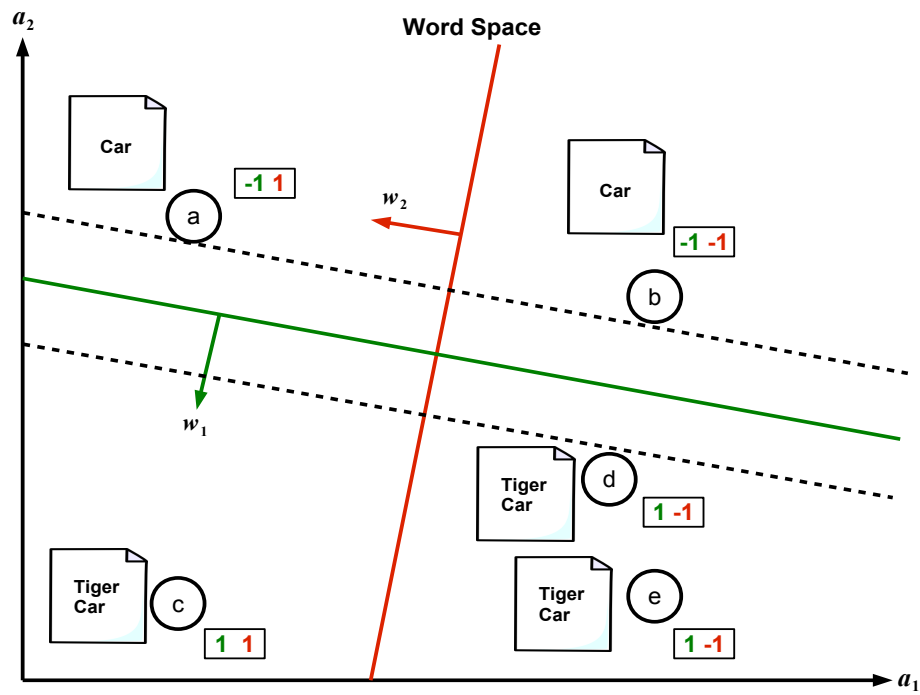 a2
Word Space
Car
-1 1
a
w2
Car
-1 -1
b
w1
Tiger
Car
d
1 -1
Tiger
Car
c
1 1
Tiger
Car
e
1 -1
a1